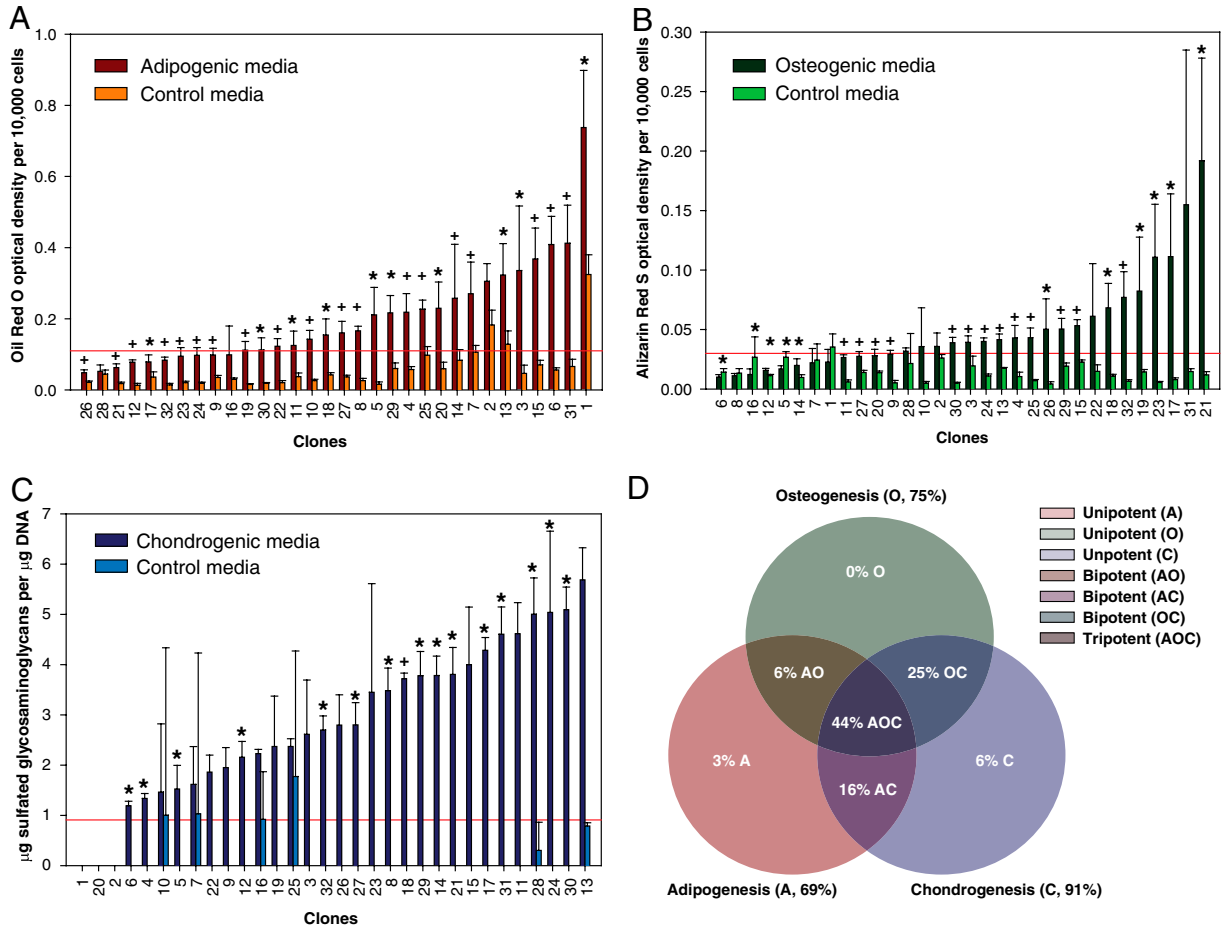 A
Oil Red O optical density per 10,000 cells
1.0
0.8
0.6
0.4
0.2
0.0
Adipogenic media
Control media
+ + + + * + + + + + * + * + * + + * * + + * + + * * + + + *
26 28 21 12 17 32 23 24 9 16 19 30 22 11 10 18 27 8 5 29 4 25 20 14 7 2 13 3 15 6 31 1
Clones
B
Alizarin Red S optical density per 10,000 cells
0.30
0.25
0.20
0.15
0.10
0.05
0.00
Osteogenic media
Control media
* * * * * + + + + + + + + + + * + + * + * * * *
6 8 16 12 5 14 7 1 11 27 20 9 28 10 2 30 3 24 13 4 25 26 29 15 22 18 32 19 23 17 31 21
Clones
C
µg sulfated glycosaminoglycans per µg DNA
7
6
5
4
3
2
1
0
Chondrogenic media
Control media
* * * * * * * + * * * * * * * *
1 20 2 6 4 10 5 7 22 9 12 16 19 25 3 32 26 27 23 8 18 29 14 21 15 17 31 11 28 24 30 13
Clones
D
Osteogenesis (O, 75%)
0% O
6% AO
25% OC
44% AOC
3% A
6% C
16% AC
Adipogenesis (A, 69%)
Chondrogenesis (C, 91%)
Unipotent (A)
Unipotent (O)
Unpotent (C)
Bipotent (AO)
Bipotent (AC)
Bipotent (OC)
Tripotent (AOC)